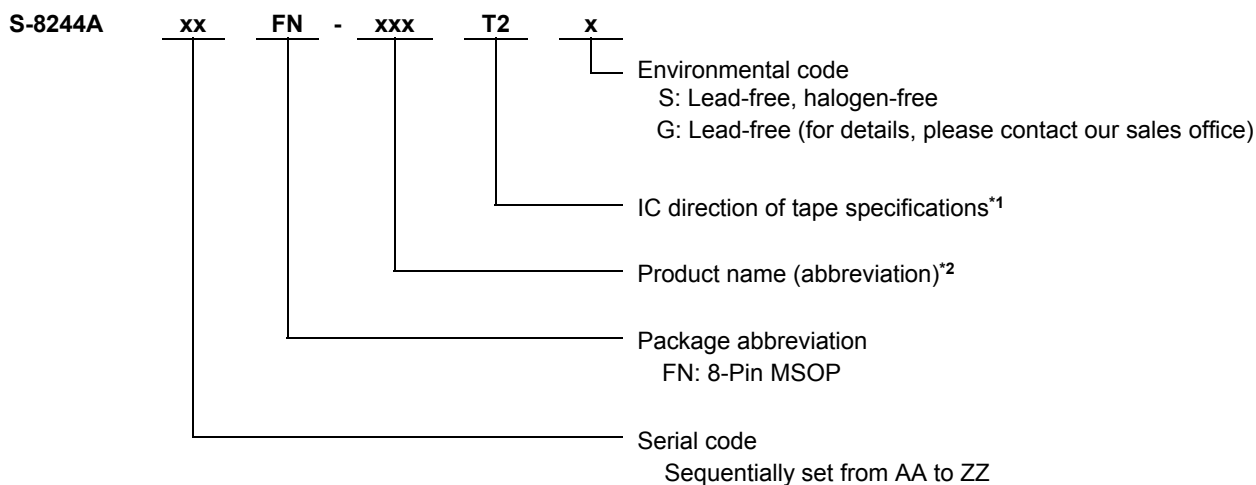 S-8244A xx FN - xxx T2 x
Environmental code
S: Lead-free, halogen-free
G: Lead-free (for details, please contact our sales office)
IC direction of tape specifications*1
Product name (abbreviation)*2
Package abbreviation
FN: 8-Pin MSOP
Serial code
Sequentially set from AA to ZZ